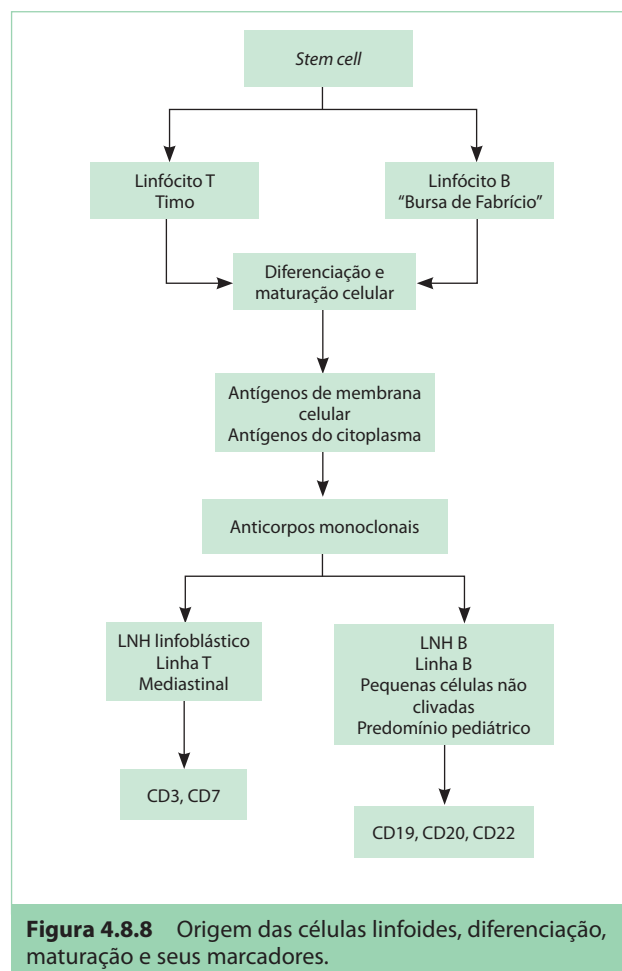 Stem cell
Linfócito T
Timo
Linfócito B
“Bursa de Fabrício”
Diferenciação e
maturação celular
Antígenos de membrana
celular
Antígenos do citoplasma
Anticorpos monoclonais
LNH linfoblástico
Linha T
Mediastinal
LNH B
Linha B
Pequenas células não
clivadas
Predomínio pediátrico
CD3, CD7
CD19, CD20, CD22
Figura 4.8.8 Origem das células linfoides, diferenciação,
maturação e seus marcadores.